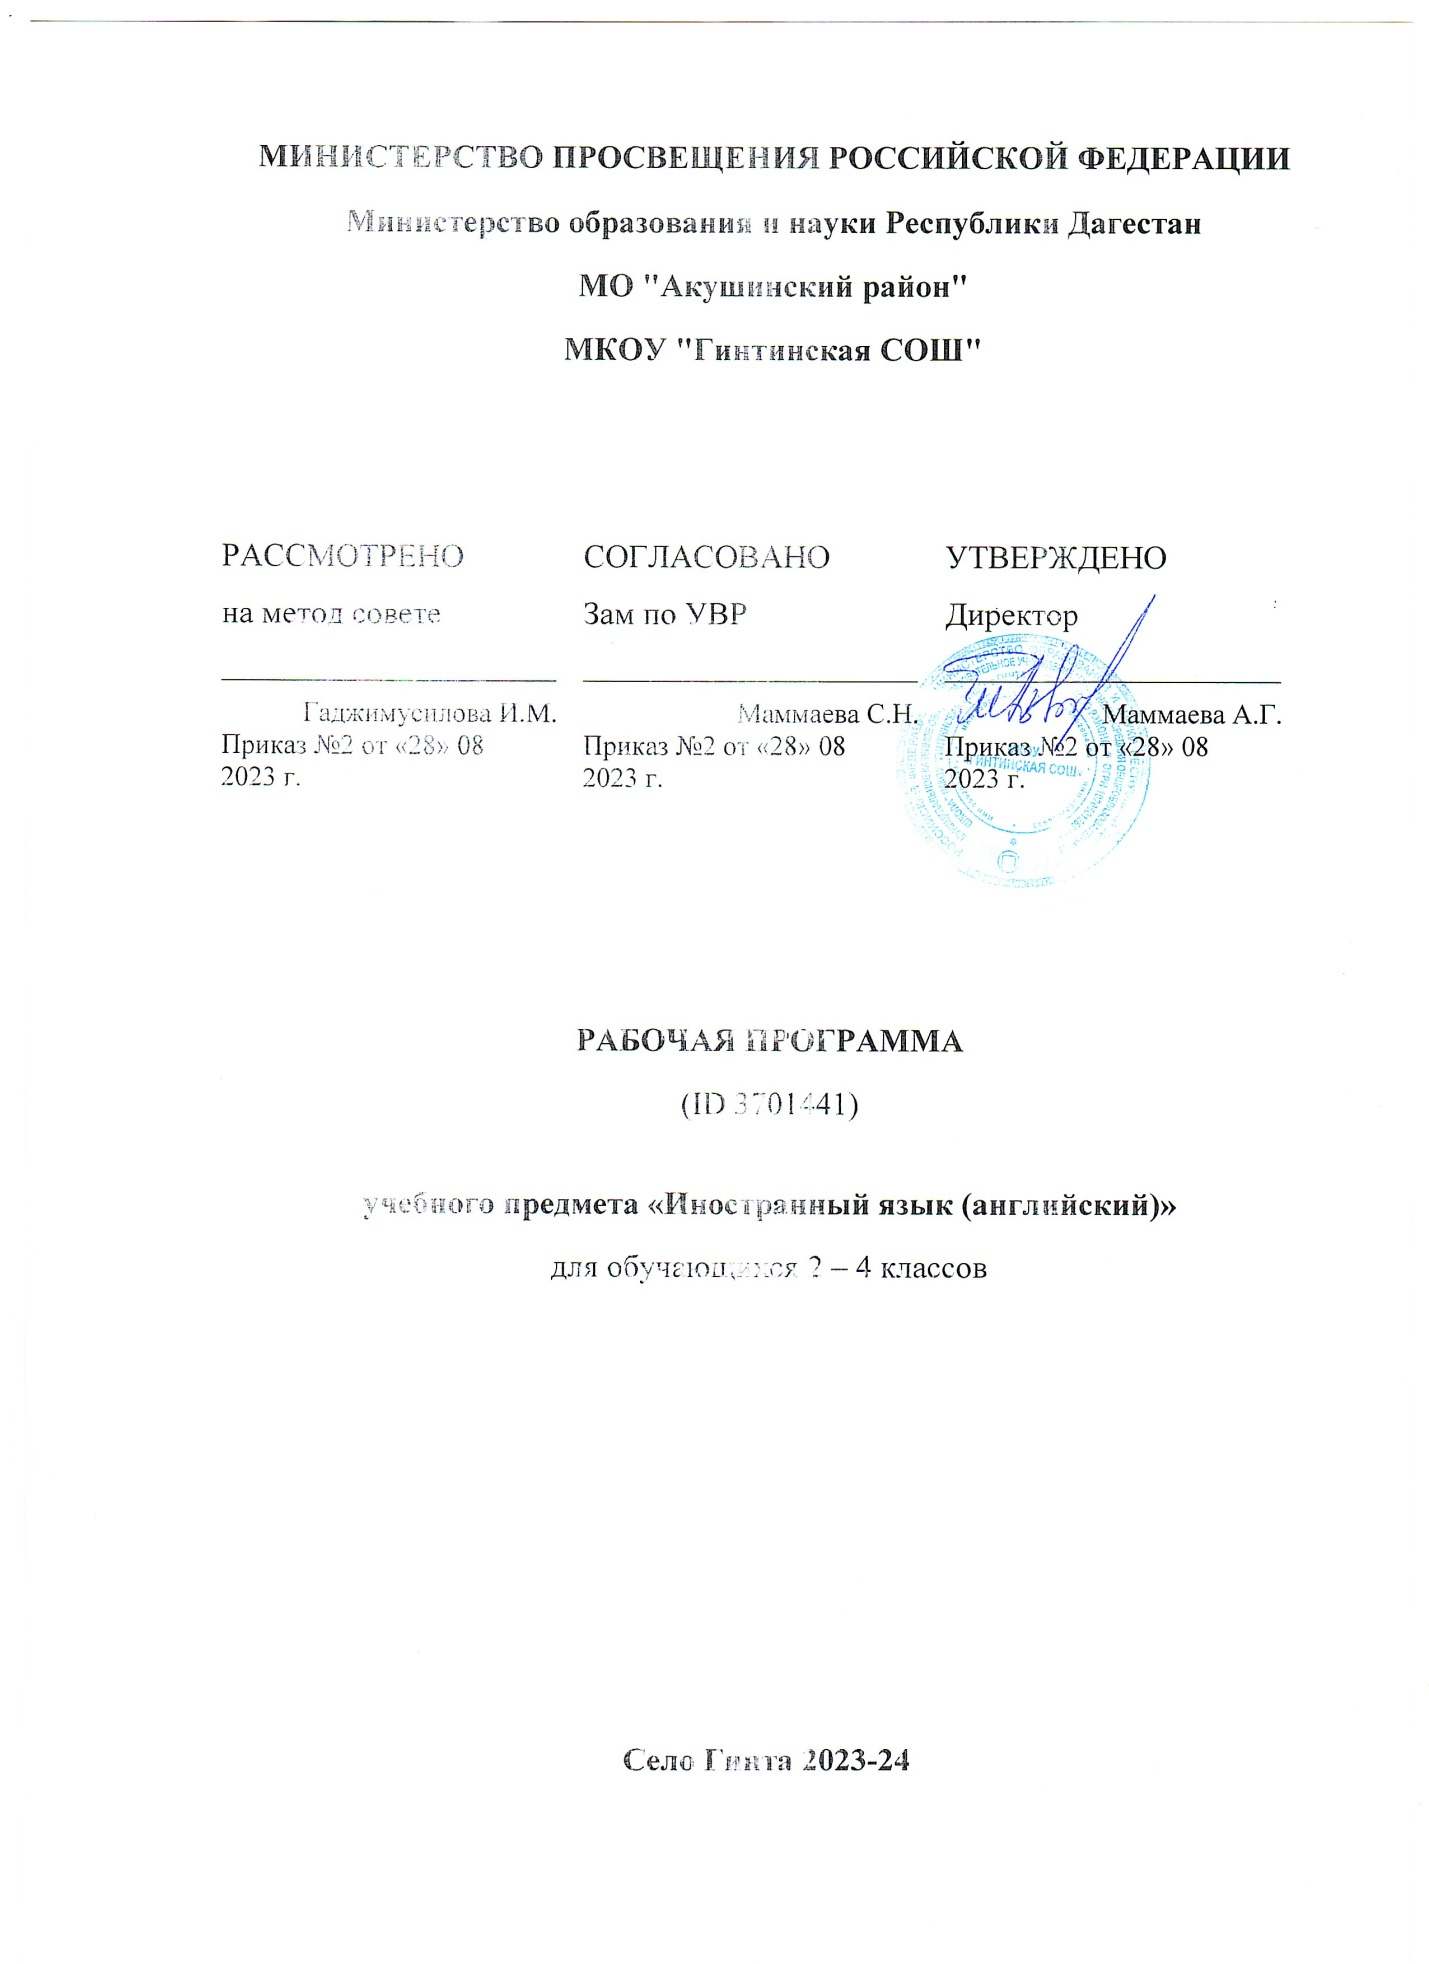 МИНИСТЕРСТВО ПРОСВЕЩЕНИЯ РОССИЙСКОЙ ФЕДЕРАЦИИ
Министерство образования и науки Республики Дагестан
МО "Акушинский район"
МКОУ "Гинтинская СОШ"
РАССМОТРЕНО
на метод совете
Гаджимусилова И.М.
Приказ №2 от «28» 08
2023 г.
СОГЛАСОВАНО
Зам по УВР
Маммаева С.Н.
Приказ №2 от «28» 08
2023 г.
УТВЕРЖДЕНО
Директор
Маммаева А.Г.
Приказ №2 от «28» 08
2023 г.
ГИНТИНСКАЯ СОШ
РАБОЧАЯ ПРОГРАММА
(ID 3701441)
учебного предмета «Иностранный язык (английский)»
для обучающихся 2 – 4 классов
Село Гинта 2023-24